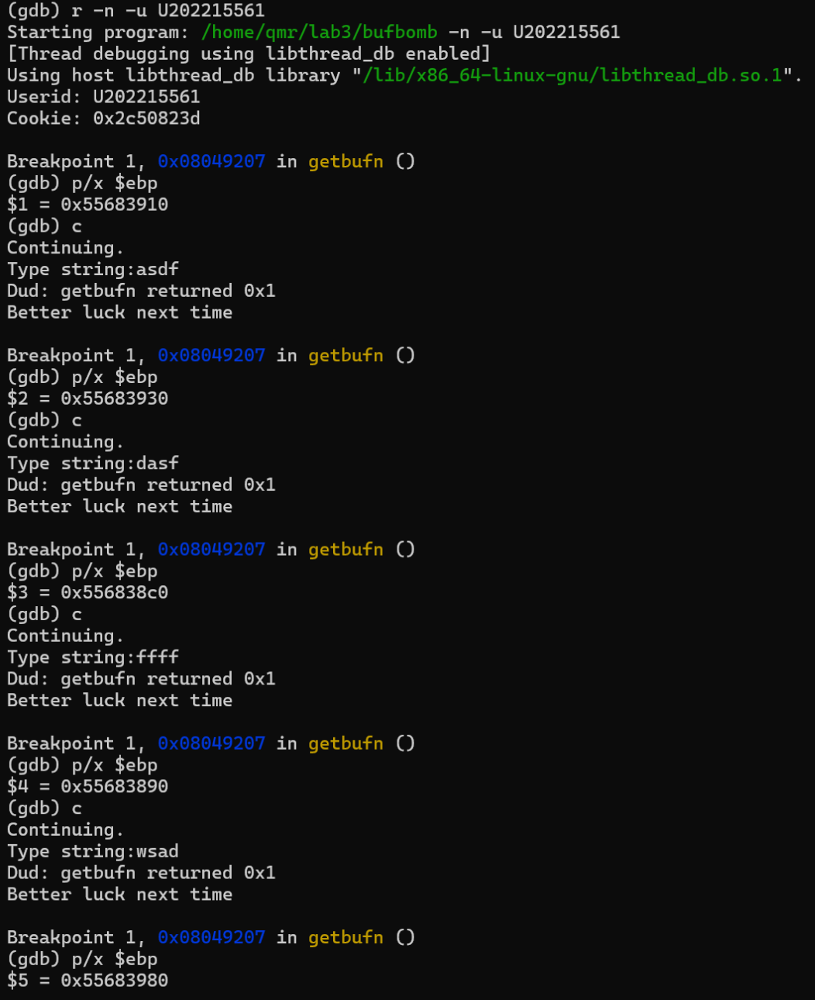 (gdb) r -n -u U202215561
Starting program: /home/qmr/lab3/bufbomb -n -u U202215561
[Thread debugging using libthread_db enabled]
Using host libthread_db library "/lib/x86_64-linux-gnu/libthread_db.so.1".
Userid: U202215561
Cookie: 0x2c50823d
Breakpoint 1, 0x08049207 in getbufn ()
(gdb) p/x $ebp
$1 = 0x55683910
(gdb) c
Continuing.
Type string:asdf
Dud: getbufn returned 0x1
Better luck next time
Breakpoint 1, 0x08049207 in getbufn ()
(gdb) p/x $ebp
$2 = 0x55683930
(gdb) c
Continuing.
Type string:dasf
Dud: getbufn returned 0x1
Better luck next time
Breakpoint 1, 0x08049207 in getbufn ()
(gdb) p/x $ebp
$3 = 0x556838c0
(gdb) c
Continuing.
Type string:ffff
Dud: getbufn returned 0x1
Better luck next time
Breakpoint 1, 0x08049207 in getbufn ()
(gdb) p/x $ebp
$4 = 0x55683890
(gdb) c
Continuing.
Type string:wsad
Dud: getbufn returned 0x1
Better luck next time
Breakpoint 1, 0x08049207 in getbufn ()
(gdb) p/x $ebp
$5 = 0x55683980